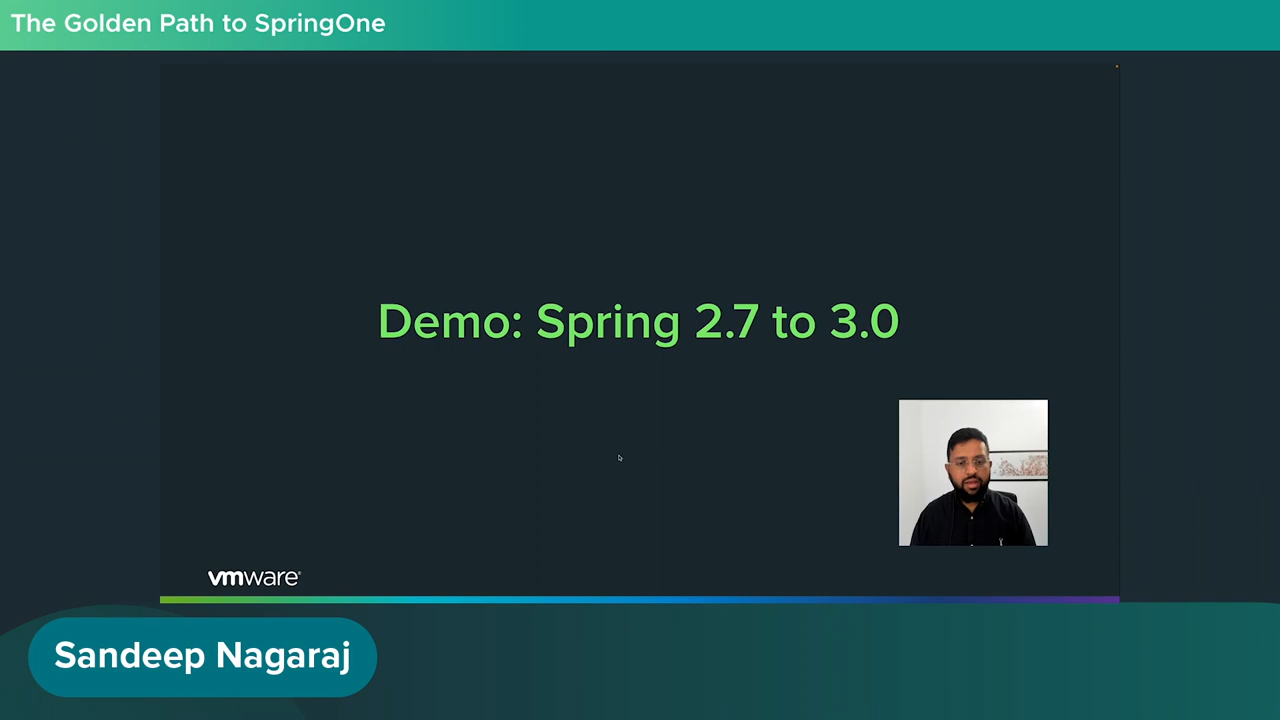 The Golden Path to SpringOne
Demo: Spring 2.7 to 3.0
vmware®
Sandeep Nagaraj